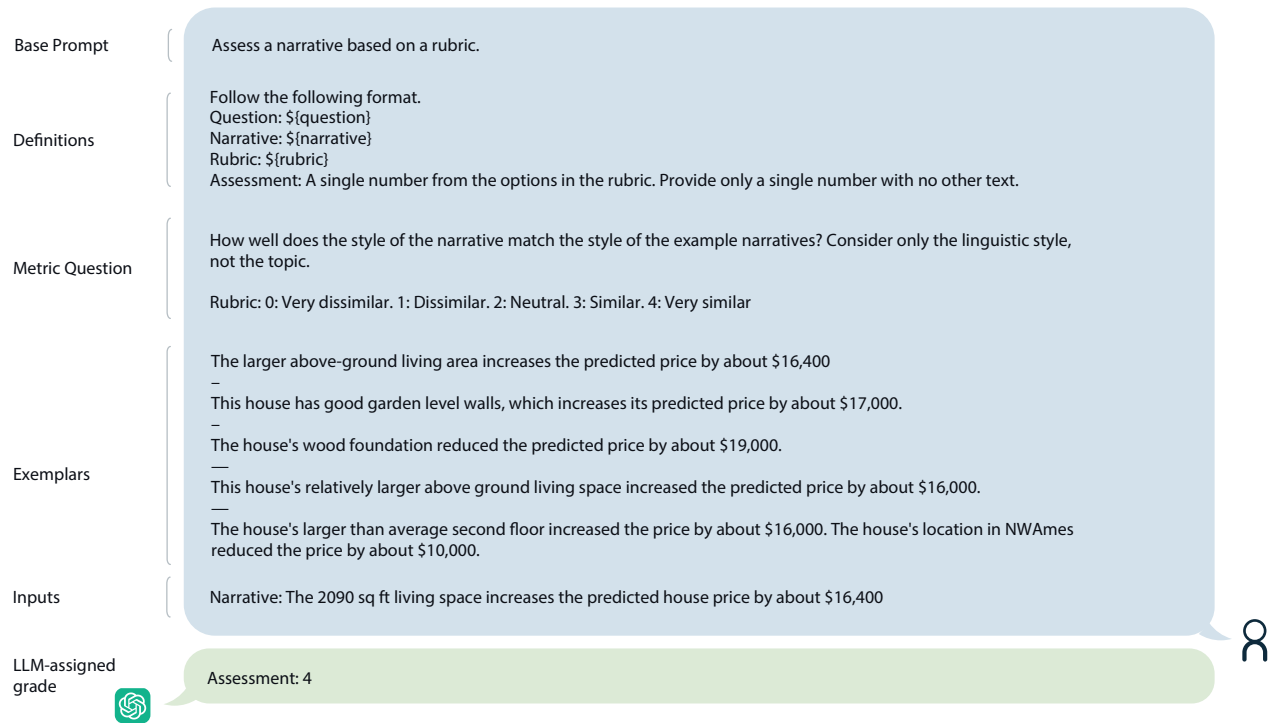 Base Prompt
Assess a narrative based on a rubric.
Definitions
Follow the following format.
Question: ${question}
Narrative: ${narrative}
Rubric: ${rubric}
Assessment: A single number from the options in the rubric. Provide only a single number with no other text.
Metric Question
How well does the style of the narrative match the style of the example narratives? Consider only the linguistic style,
not the topic.
Rubric: 0: Very dissimilar. 1: Dissimilar. 2: Neutral. 3: Similar. 4: Very similar
Exemplars
The larger above-ground living area increases the predicted price by about $16,400
–
This house has good garden level walls, which increases its predicted price by about $17,000.
–
The house's wood foundation reduced the predicted price by about $19,000.
—
This house's relatively larger above ground living space increased the predicted price by about $16,000.
—
The house's larger than average second floor increased the price by about $16,000. The house's location in NWAmes
reduced the price by about $10,000.
Inputs
Narrative: The 2090 sq ft living space increases the predicted house price by about $16,400
LLM-assigned
grade
Assessment: 4